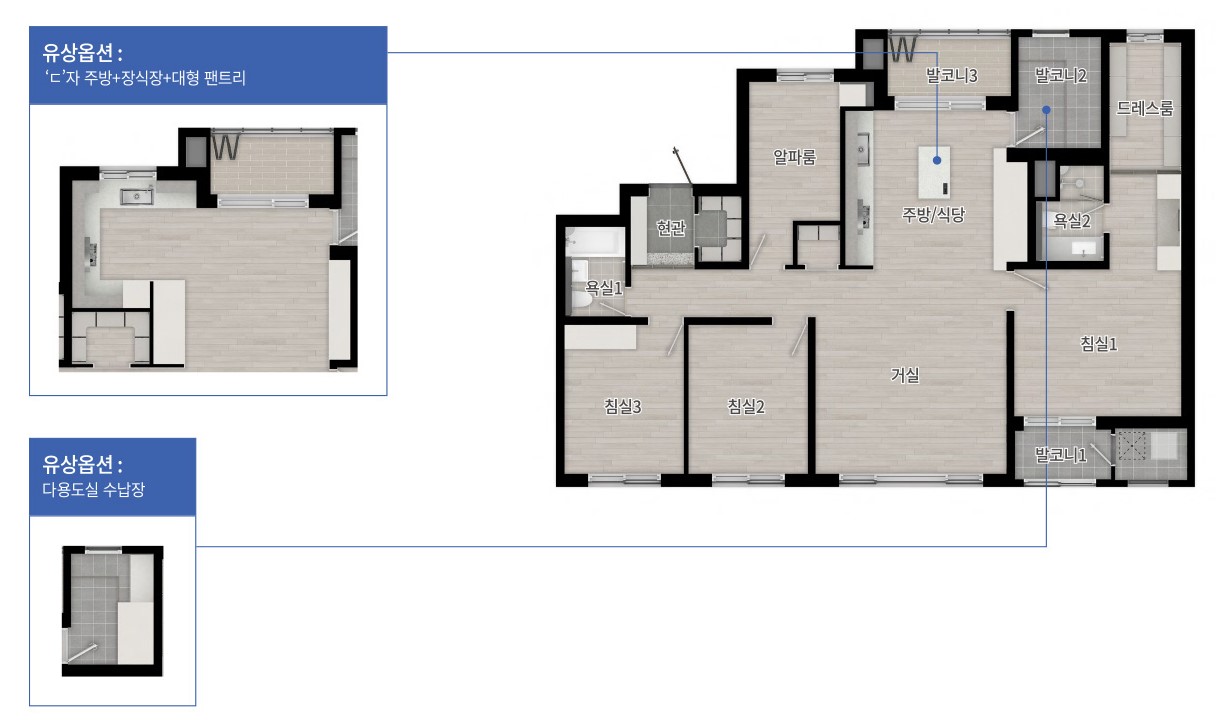 유상옵션 :
‘ㄷ’자 주방+장식장+대형 팬트리
발코니3
발코니2
드레스룸
알파룸
주방/식당
욕실2
현관
욕실1
침실1
거실
침실3
침실2
발코니1
유상옵션 :
다용도실 수납장